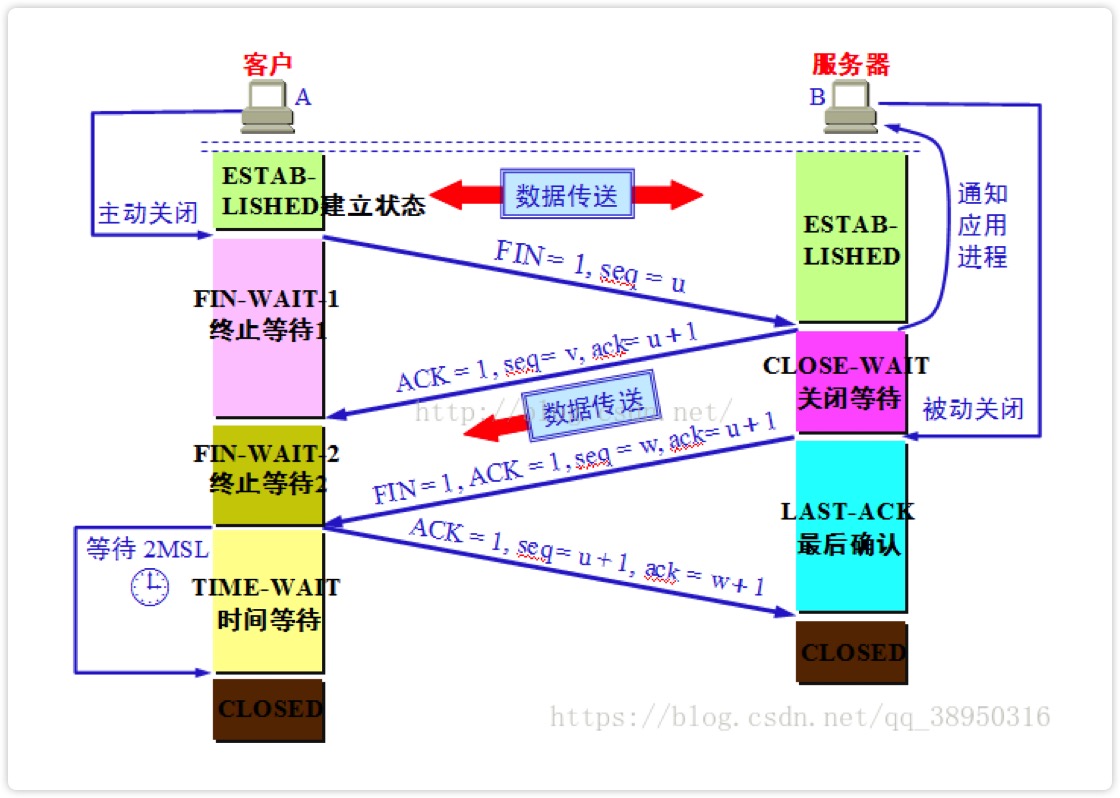 客户
服务器
A
B
ESTAB-
LISHED建立状态
数据传送
ESTAB-
LISHED
通知
应用
进程
主动关闭
FIN = 1, seq = u
FIN-WAIT-1
终止等待1
ACK = 1, seq= v, ack= u + 1
CLOSE-WAIT
关闭等待
被动关闭
数据传送
FIN = 1, ACK = 1, seq = w, ack= u + 1
FIN-WAIT-2
终止等待2
ACK = 1, seq= u + 1, ack = w + 1
LAST-ACK
最后确认
等待 2MSL
TIME-WAIT
时间等待
CLOSED
CLOSED
https://blog.csdn.net/qq_38950316